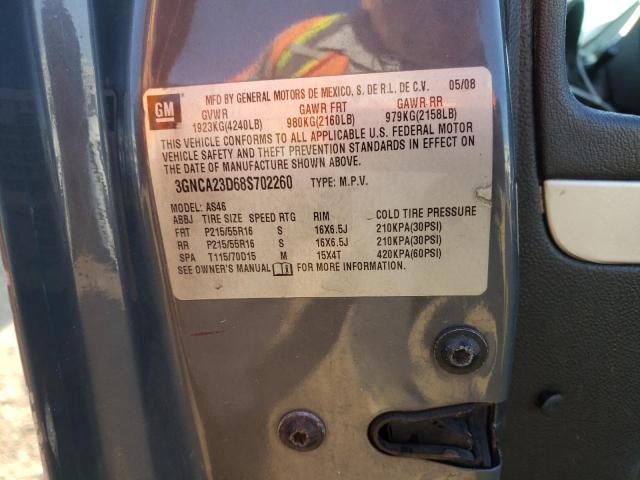 GM
MFD BY GENERAL MOTORS DE MEXICO, S. DE R.L. DE C.V. 05/08
GVWR GAWR FRT GAWR RR
1923KG(4240LB) 980KG(2160LB) 979KG(2158LB)
THIS VEHICLE CONFORMS TO ALL APPLICABLE U.S. FEDERAL MOTOR
VEHICLE SAFETY AND THEFT PREVENTION STANDARDS IN EFFECT ON
THE DATE OF MANUFACTURE SHOWN ABOVE.
3GNCA23D68S702260 TYPE: M.P.V.
MODEL: AS46
ABBJ TIRE SIZE SPEED RTG RIM COLD TIRE PRESSURE
FRT P215/55R16 S 16X6.5J 210KPA(30PSI)
RR P215/55R16 S 16X6.5J 210KPA(30PSI)
SPA T115/70D15 M 15X4T 420KPA(60PSI)
SEE OWNER'S MANUAL FOR MORE INFORMATION.